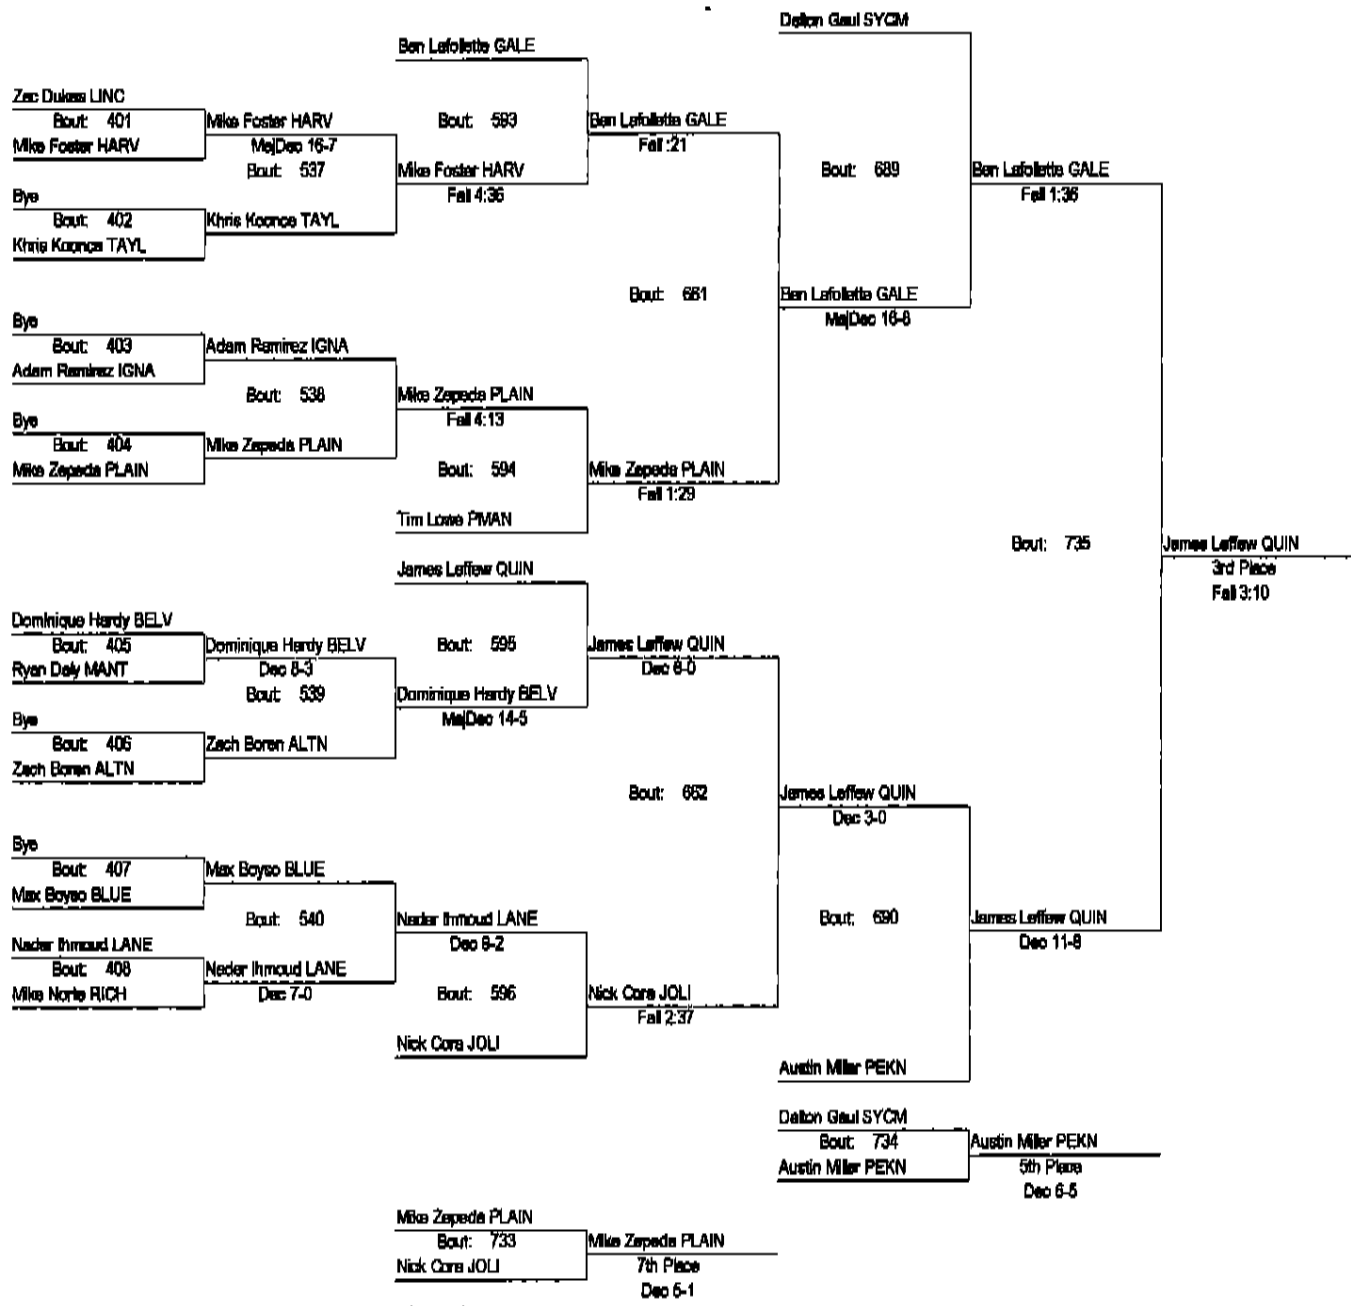 Dalton Gaul SYCM
Ben Lafollette GALE
Zac Dukes LINC
Bout: 401
Mike Foster HARV
Mike Foster HARV
MajDec 16-7
Bout: 537
Bye
Bout: 402
Khris Koonce TAYL
Khris Koonce TAYL
Bout: 593
Mike Foster HARV
Fall 4:36
Ben Lafollette GALE
Fall :21
Bout: 689
Ben Lafollette GALE
Fall 1:36
Bout: 661
Ben Lafollette GALE
MajDec 16-8
Bye
Bout: 403
Adam Ramirez IGNA
Adam Ramirez IGNA
Bout: 538
Bye
Bout: 404
Mike Zepeda PLAIN
Mike Zepeda PLAIN
Mike Zepeda PLAIN
Fall 4:13
Bout: 594
Tim Lowe PMAN
Mike Zepeda PLAIN
Fall 1:29
Bout: 735
James Leffew QUIN
3rd Place
Fall 3:10
James Leffew QUIN
Dominique Hardy BELV
Bout: 405
Ryan Daly MANT
Dominique Hardy BELV
Dec 8-3
Bout: 539
Bye
Bout: 406
Zach Boren ALTN
Zach Boren ALTN
Bout: 595
Dominique Hardy BELV
MajDec 14-5
James Leffew QUIN
Dec 6-0
Bout: 662
James Leffew QUIN
Dec 3-0
Bye
Bout: 407
Max Boyso BLUE
Max Boyso BLUE
Bout: 540
Nader Ihmoud LANE
Bout: 408
Mike Norte RICH
Nader Ihmoud LANE
Dec 7-0
Nader Ihmoud LANE
Dec 9-2
Bout: 596
Nick Cora JOLI
Nick Cora JOLI
Fall 2:37
Bout: 690
James Leffew QUIN
Dec 11-8
Austin Miller PEKN
Dalton Gaul SYCM
Bout: 734
Austin Miller PEKN
Austin Miller PEKN
5th Place
Dec 6-5
Mike Zepeda PLAIN
Bout: 733
Nick Cora JOLI
Mike Zepeda PLAIN
7th Place
Dec 5-1